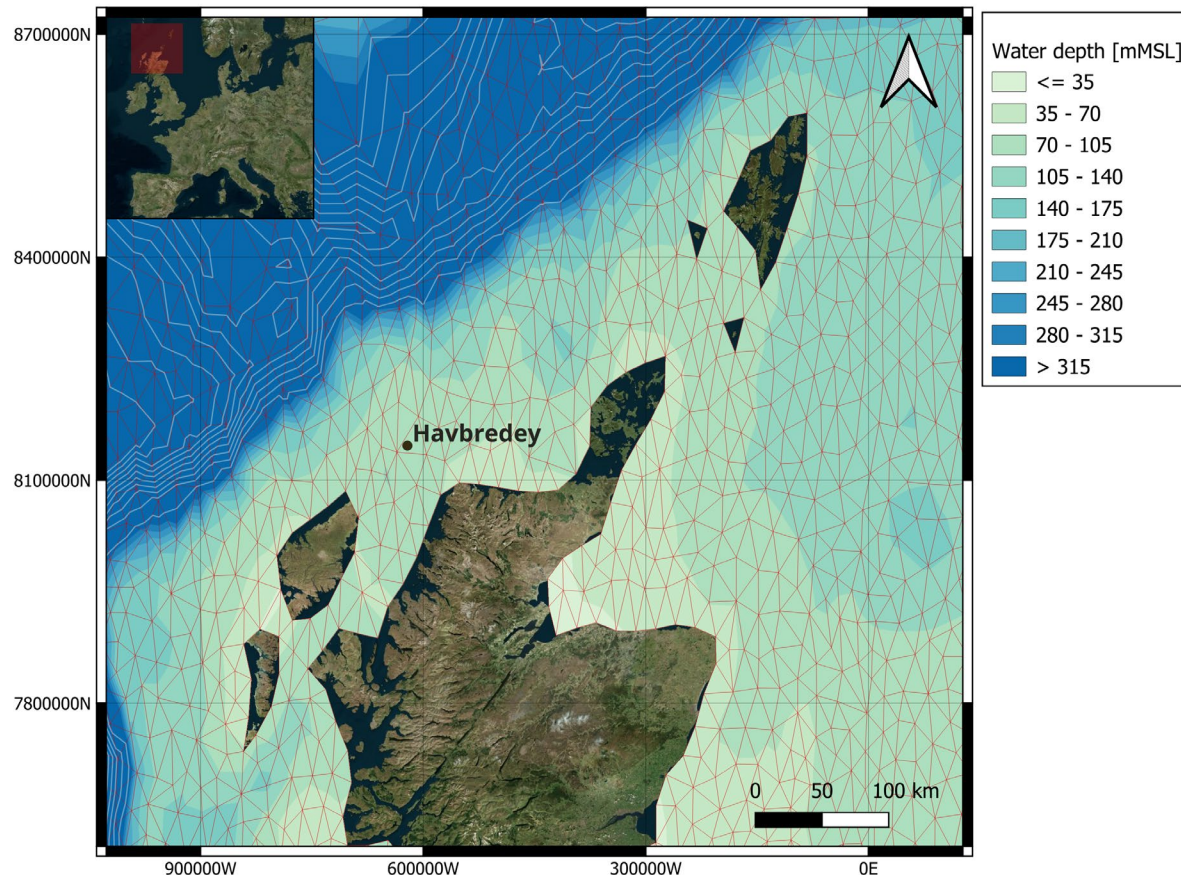 8700000N
8400000N
8100000N
7800000N
Havbredey
0 50 100 km
900000W 600000W 300000W 0E
Water depth [mMSL]
<= 35
35 - 70
70 - 105
105 - 140
140 - 175
175 - 210
210 - 245
245 - 280
280 - 315
> 315